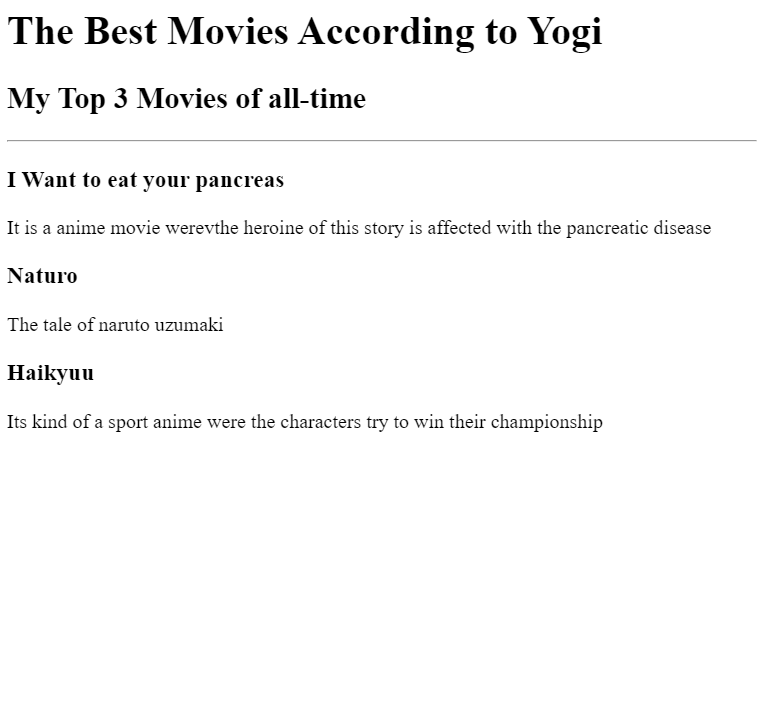 The Best Movies According to Yogi
My Top 3 Movies of all-time
I Want to eat your pancreas
It is a anime movie werevthe heroine of this story is affected with the pancreatic disease
Naturo
The tale of naruto uzumaki
Haikyuu
Its kind of a sport anime were the characters try to win their championship